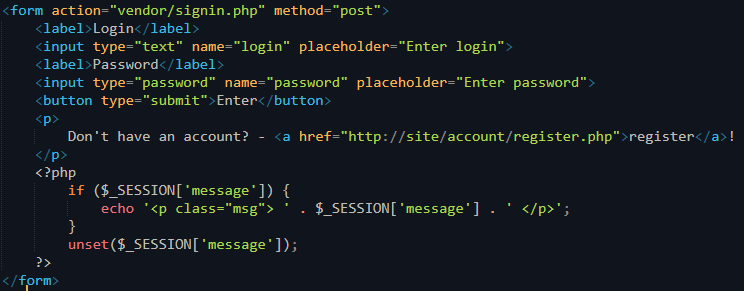 <form action="vendor/signin.php" method="post">
    <label>Login</label>
    <input type="text" name="login" placeholder="Enter login">
    <label>Password</label>
    <input type="password" name="password" placeholder="Enter password">
    <button type="submit">Enter</button>
    <p>
        Don't have an account? - <a href="http://site/account/register.php">register</a>!
    </p>
    <?php
        if ($_SESSION['message']) {
            echo '<p class="msg"> ' . $_SESSION['message'] . ' </p>';
        }
        unset($_SESSION['message']);
    ?>
</form>